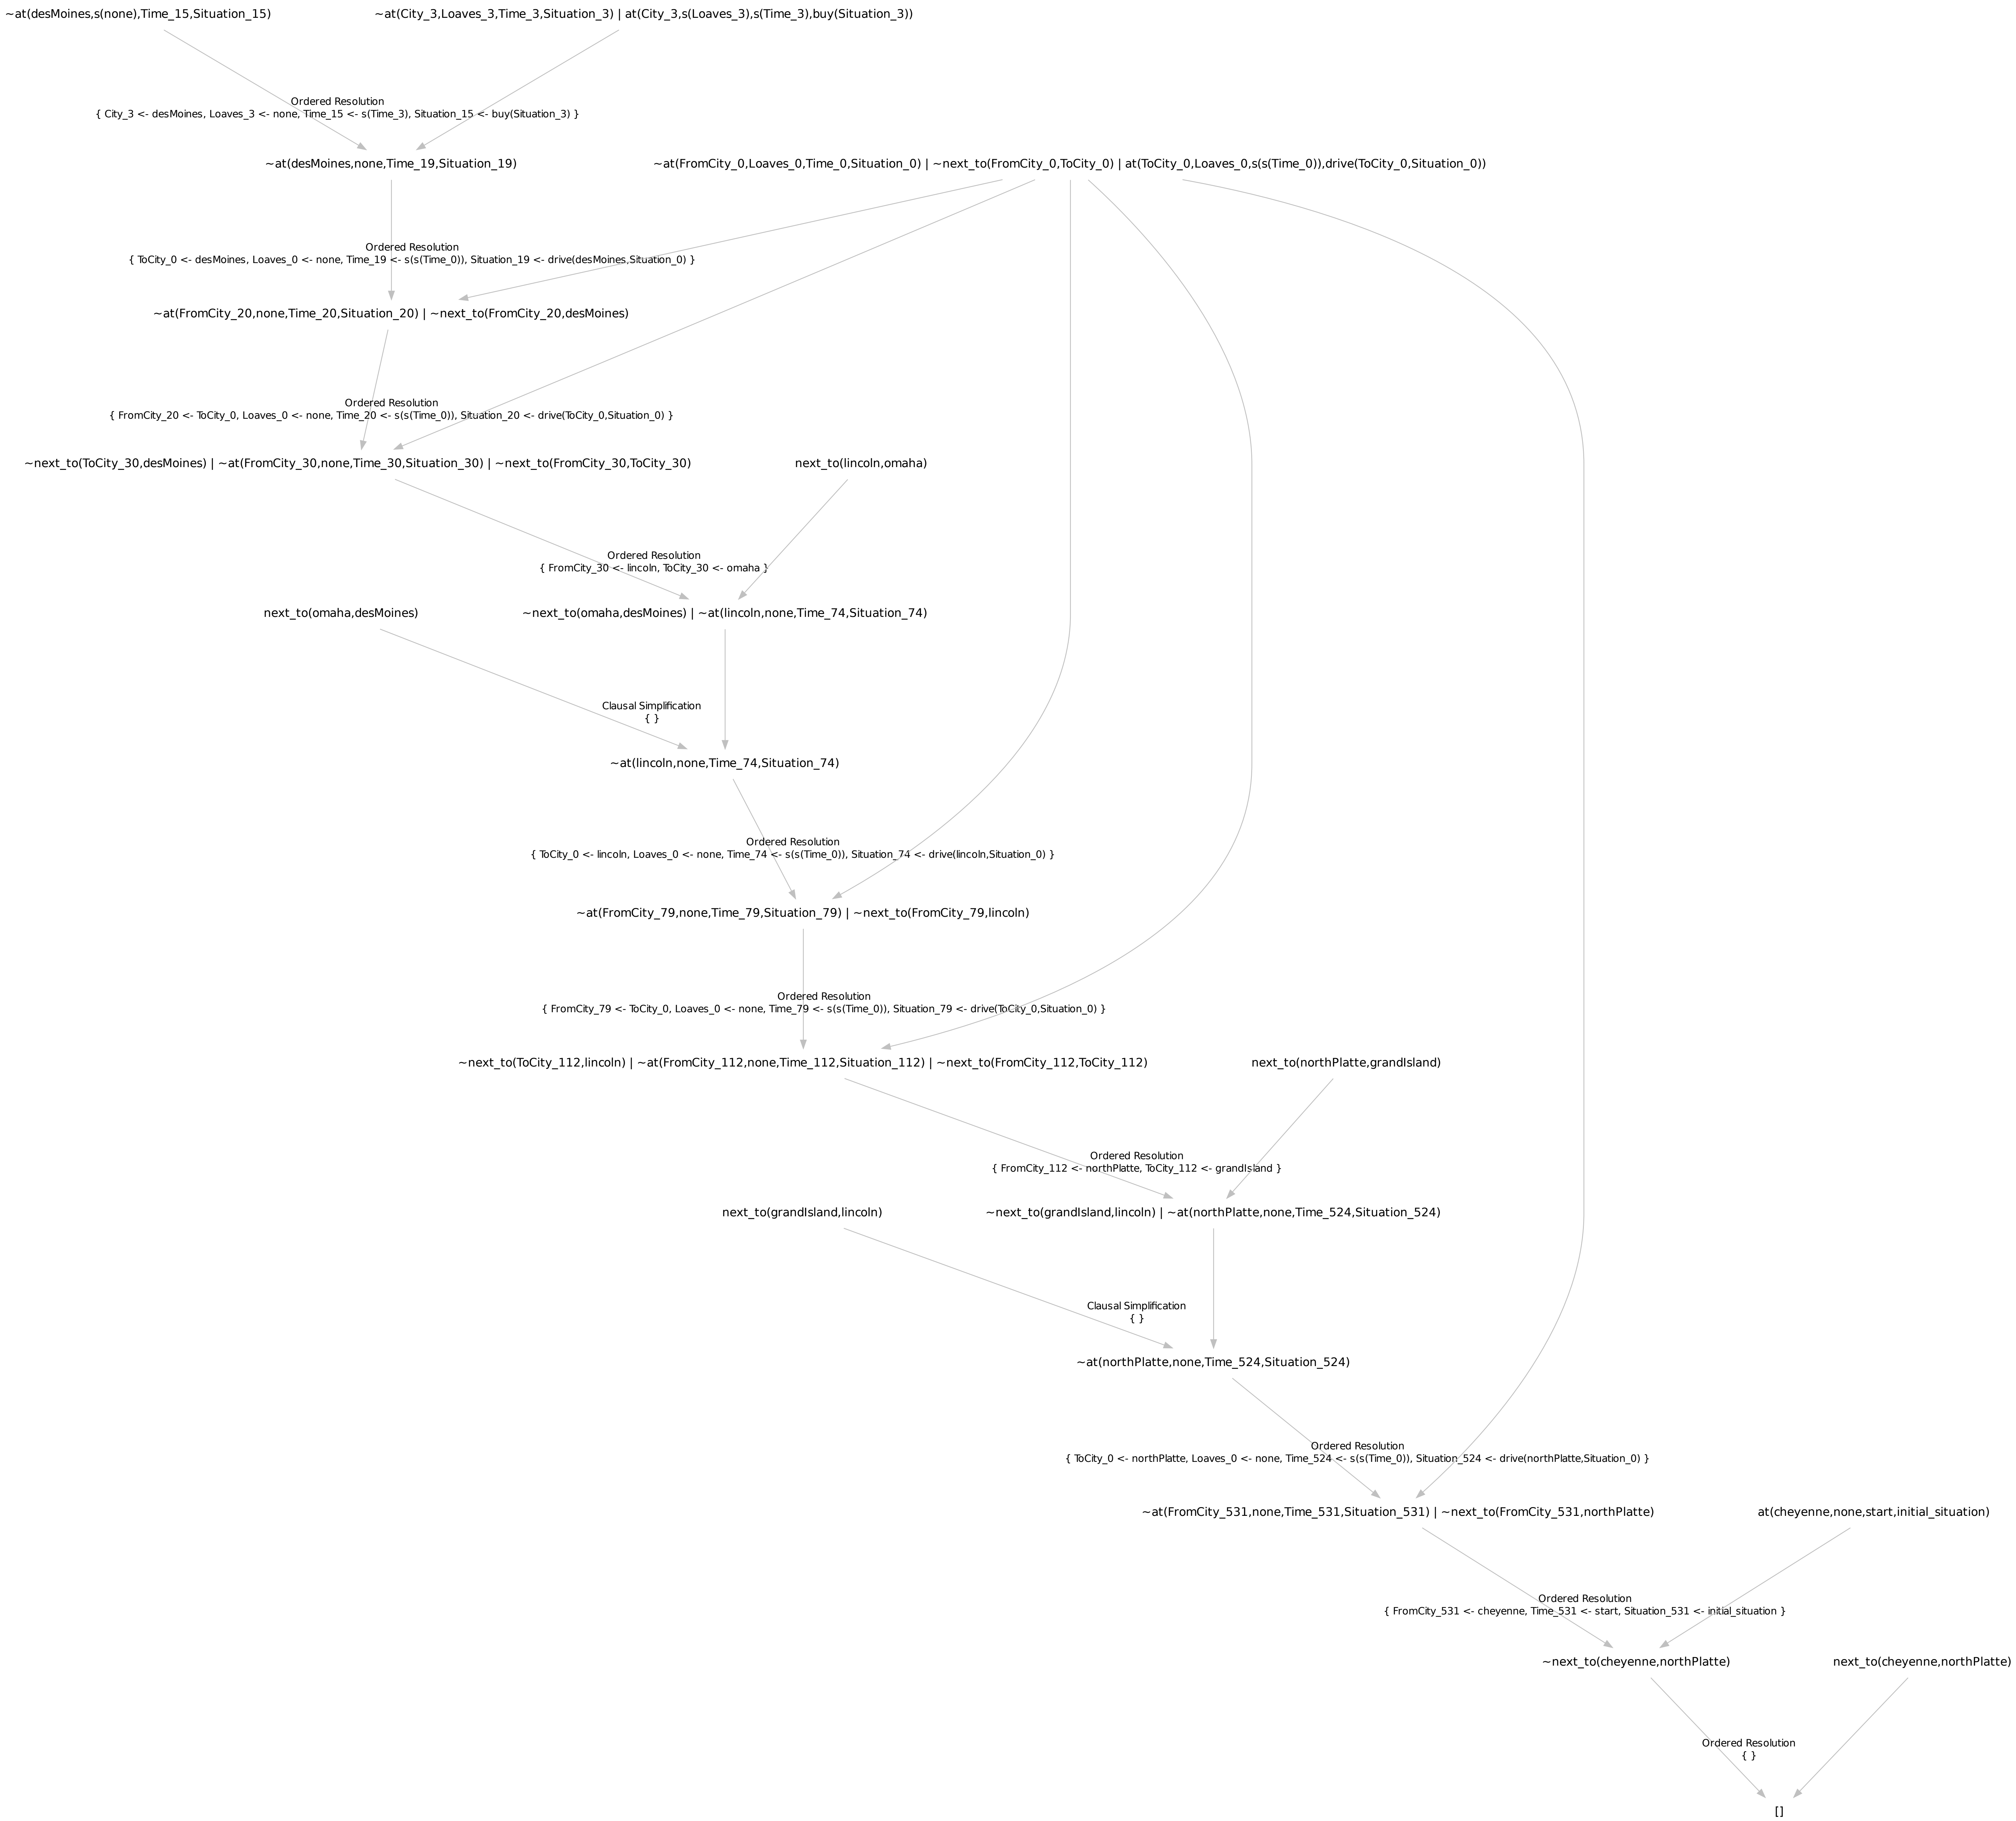 ~at(desMoines,s(none),Time_15,Situation_15)
~at(City_3,Loaves_3,Time_3,Situation_3) | at(City_3,s(Loaves_3),s(Time_3),buy(Situation_3))
Ordered Resolution
{ City_3 <- desMoines, Loaves_3 <- none, Time_15 <- s(Time_3), Situation_15 <- buy(Situation_3) }
~at(desMoines,none,Time_19,Situation_19)
~at(FromCity_0,Loaves_0,Time_0,Situation_0) | ~next_to(FromCity_0,ToCity_0) | at(ToCity_0,Loaves_0,s(s(Time_0)),drive(ToCity_0,Situation_0))
Ordered Resolution
{ ToCity_0 <- desMoines, Loaves_0 <- none, Time_19 <- s(s(Time_0)), Situation_19 <- drive(desMoines,Situation_0) }
~at(FromCity_20,none,Time_20,Situation_20) | ~next_to(FromCity_20,desMoines)
Ordered Resolution
{ FromCity_20 <- ToCity_0, Loaves_0 <- none, Time_20 <- s(s(Time_0)), Situation_20 <- drive(ToCity_0,Situation_0) }
~next_to(ToCity_30,desMoines) | ~at(FromCity_30,none,Time_30,Situation_30) | ~next_to(FromCity_30,ToCity_30)
next_to(lincoln,omaha)
Ordered Resolution
{ FromCity_30 <- lincoln, ToCity_30 <- omaha }
next_to(omaha,desMoines)
~next_to(omaha,desMoines) | ~at(lincoln,none,Time_74,Situation_74)
Clausal Simplification
{ }
~at(lincoln,none,Time_74,Situation_74)
Ordered Resolution
{ ToCity_0 <- lincoln, Loaves_0 <- none, Time_74 <- s(s(Time_0)), Situation_74 <- drive(lincoln,Situation_0) }
~at(FromCity_79,none,Time_79,Situation_79) | ~next_to(FromCity_79,lincoln)
Ordered Resolution
{ FromCity_79 <- ToCity_0, Loaves_0 <- none, Time_79 <- s(s(Time_0)), Situation_79 <- drive(ToCity_0,Situation_0) }
~next_to(ToCity_112,lincoln) | ~at(FromCity_112,none,Time_112,Situation_112) | ~next_to(FromCity_112,ToCity_112)
next_to(northPlatte,grandIsland)
Ordered Resolution
{ FromCity_112 <- northPlatte, ToCity_112 <- grandIsland }
next_to(grandIsland,lincoln)
~next_to(grandIsland,lincoln) | ~at(northPlatte,none,Time_524,Situation_524)
Clausal Simplification
{ }
~at(northPlatte,none,Time_524,Situation_524)
Ordered Resolution
{ ToCity_0 <- northPlatte, Loaves_0 <- none, Time_524 <- s(s(Time_0)), Situation_524 <- drive(northPlatte,Situation_0) }
~at(FromCity_531,none,Time_531,Situation_531) | ~next_to(FromCity_531,northPlatte)
at(cheyenne,none,start,initial_situation)
Ordered Resolution
{ FromCity_531 <- cheyenne, Time_531 <- start, Situation_531 <- initial_situation }
~next_to(cheyenne,northPlatte)
next_to(cheyenne,northPlatte)
Ordered Resolution
{ }
[]